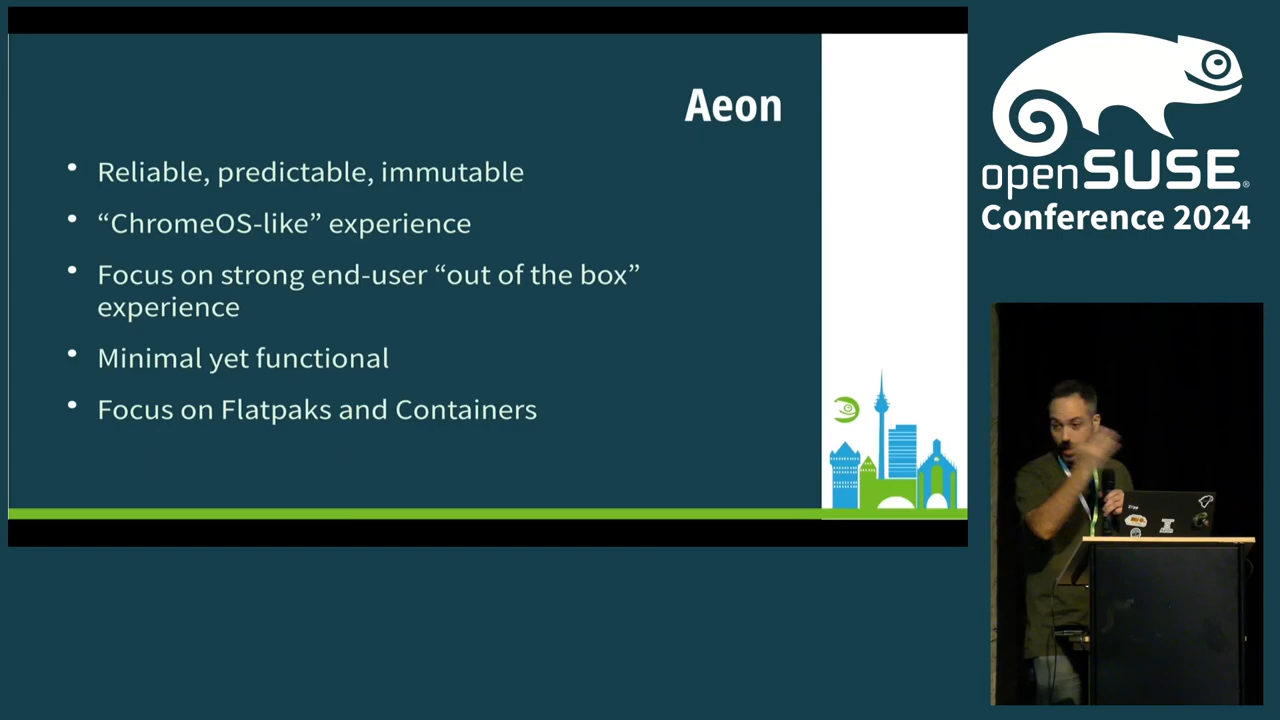 Aeon
• Reliable, predictable, immutable
• “ChromeOS-like” experience
• Focus on strong end-user “out of the box”
experience
• Minimal yet functional
• Focus on Flatpaks and Containers
openSUSE®
Conference 2024